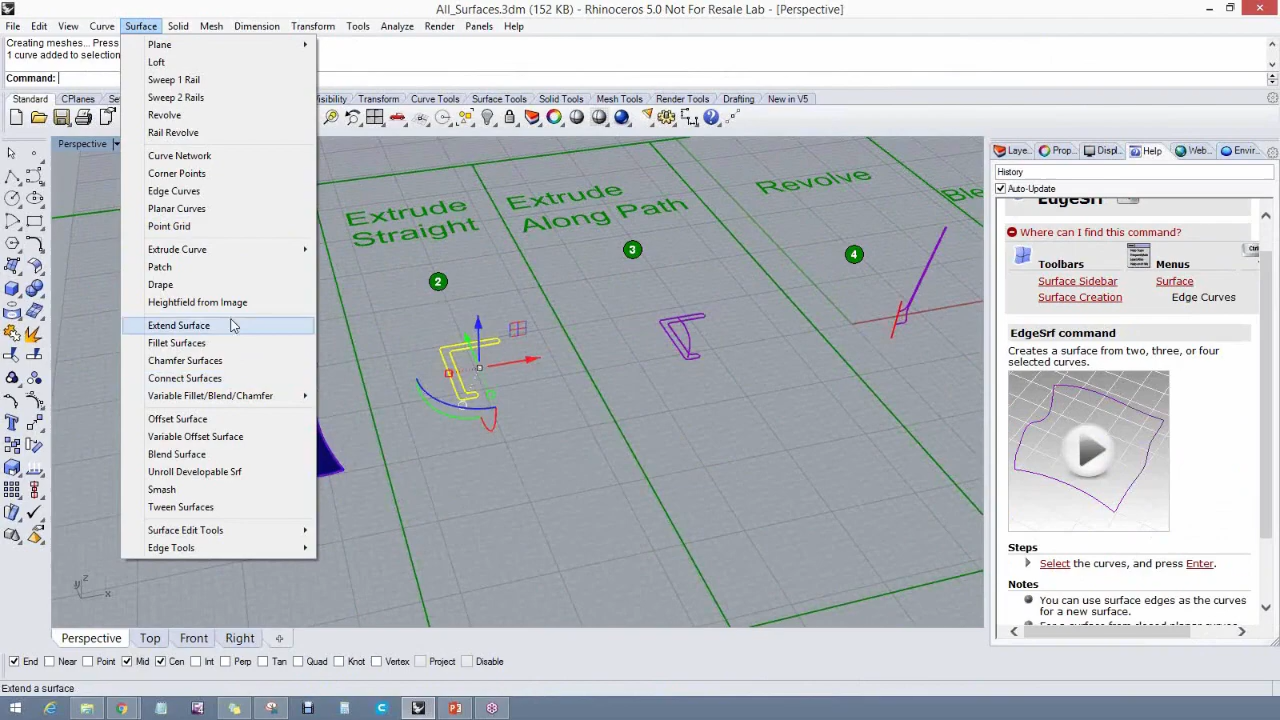 All_Surfaces.3dm (152 KB) - Rhinoceros 5.0 Not For Resale Lab - [Perspective]
File Edit View Curve Surface Solid Mesh Dimension Transform Tools Analyze Render Panels Help
Creating meshes... Press
1 curve added to selection
Command:
Standard CPlanes Se isibility Transform Curve Tools Surface Tools Solid Tools Mesh Tools Render Tools Drafting New in V5
Plane
Loft
Sweep 1 Rail
Sweep 2 Rails
Revolve
Rail Revolve
Curve Network
Corner Points
Edge Curves
Planar Curves
Point Grid
Extrude Curve
Patch
Drape
Heightfield from Image
Extend Surface
Fillet Surfaces
Chamfer Surfaces
Connect Surfaces
Variable Fillet/Blend/Chamfer
Offset Surface
Variable Offset Surface
Blend Surface
Unroll Developable Srf
Smash
Tween Surfaces
Surface Edit Tools
Edge Tools
Perspective
Extrude
Straight
2
Extrude
Along Path
3
Revolve
4
Ble
z
y
x
Laye... Prop... Displ... Help Web... Envir...
History
Auto-Update
EdgeSrf
Where can I find this command?
Ctrl
Toolbars
Surface Sidebar
Surface Creation
Menus
Surface
Edge Curves
EdgeSrf command
Creates a surface from two, three, or four
selected curves.
Steps
Select the curves, and press Enter.
Notes
You can use surface edges as the curves
for a new surface.
Perspective Top Front Right
End Near Point Mid Cen Int Perp Tan Quad Knot Vertex Project Disable
Extend a surface